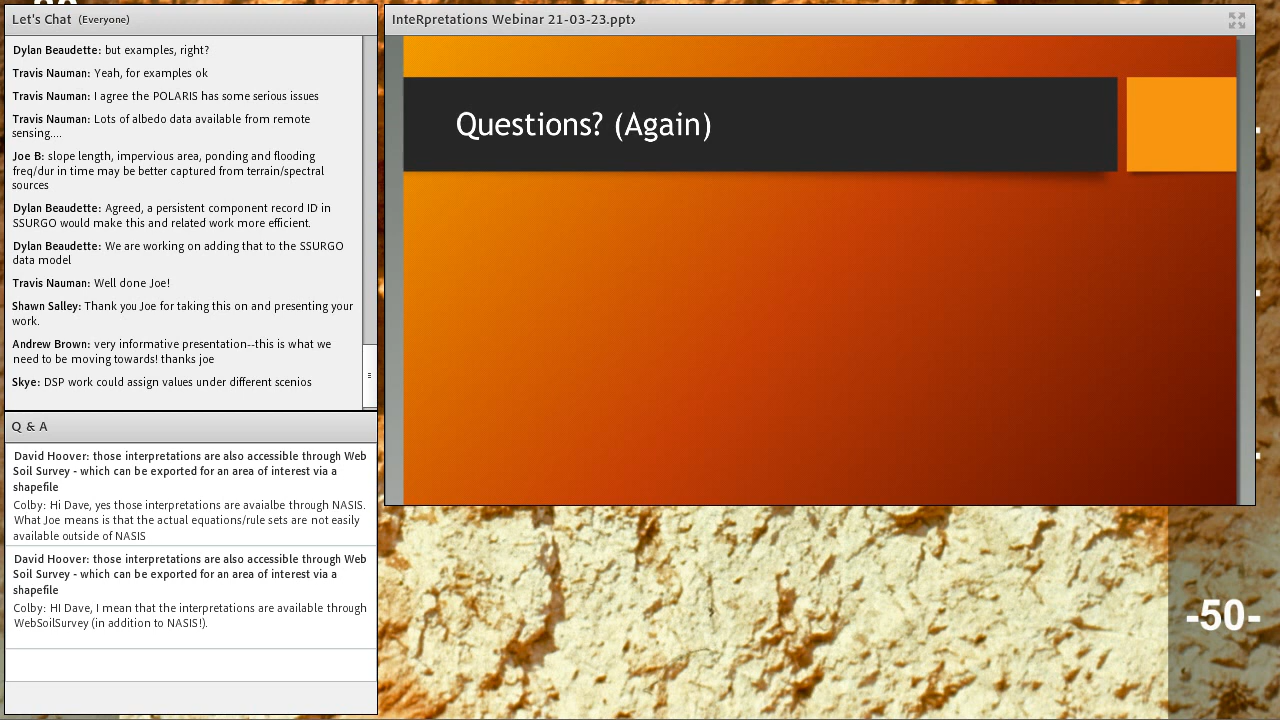 Let's Chat (Everyone)
Dylan Beaudette: but examples, right?
Travis Nauman: Yeah, for examples ok
Travis Nauman: I agree the POLARIS has some serious issues
Travis Nauman: Lots of albedo data available from remote
sensing....
Joe B: slope length, impervious area, ponding and flooding
freq/dur in time may be better captured from terrain/spectral
sources
Dylan Beaudette: Agreed, a persistent component record ID in
SSURGO would make this and related work more efficient.
Dylan Beaudette: We are working on adding that to the SSURGO
data model
Travis Nauman: Well done Joe!
Shawn Salley: Thank you Joe for taking this on and presenting your
work.
Andrew Brown: very informative presentation--this is what we
need to be moving towards! thanks joe
Skye: DSP work could assign values under different scenios
Q & A
David Hoover: those interpretations are also accessible through Web
Soil Survey - which can be exported for an area of interest via a
shapefile
Colby: Hi Dave, yes those interpretations are avaialbe through NASIS.
What Joe means is that the actual equations/rule sets are not easily
available outside of NASIS
David Hoover: those interpretations are also accessible through Web
Soil Survey - which can be exported for an area of interest via a
shapefile
Colby: HI Dave, I mean that the interpretations are available through
WebSoilSurvey (in addition to NASIS!).
InteRpretations Webinar 21-03-23.ppt›
Questions? (Again)
-50-